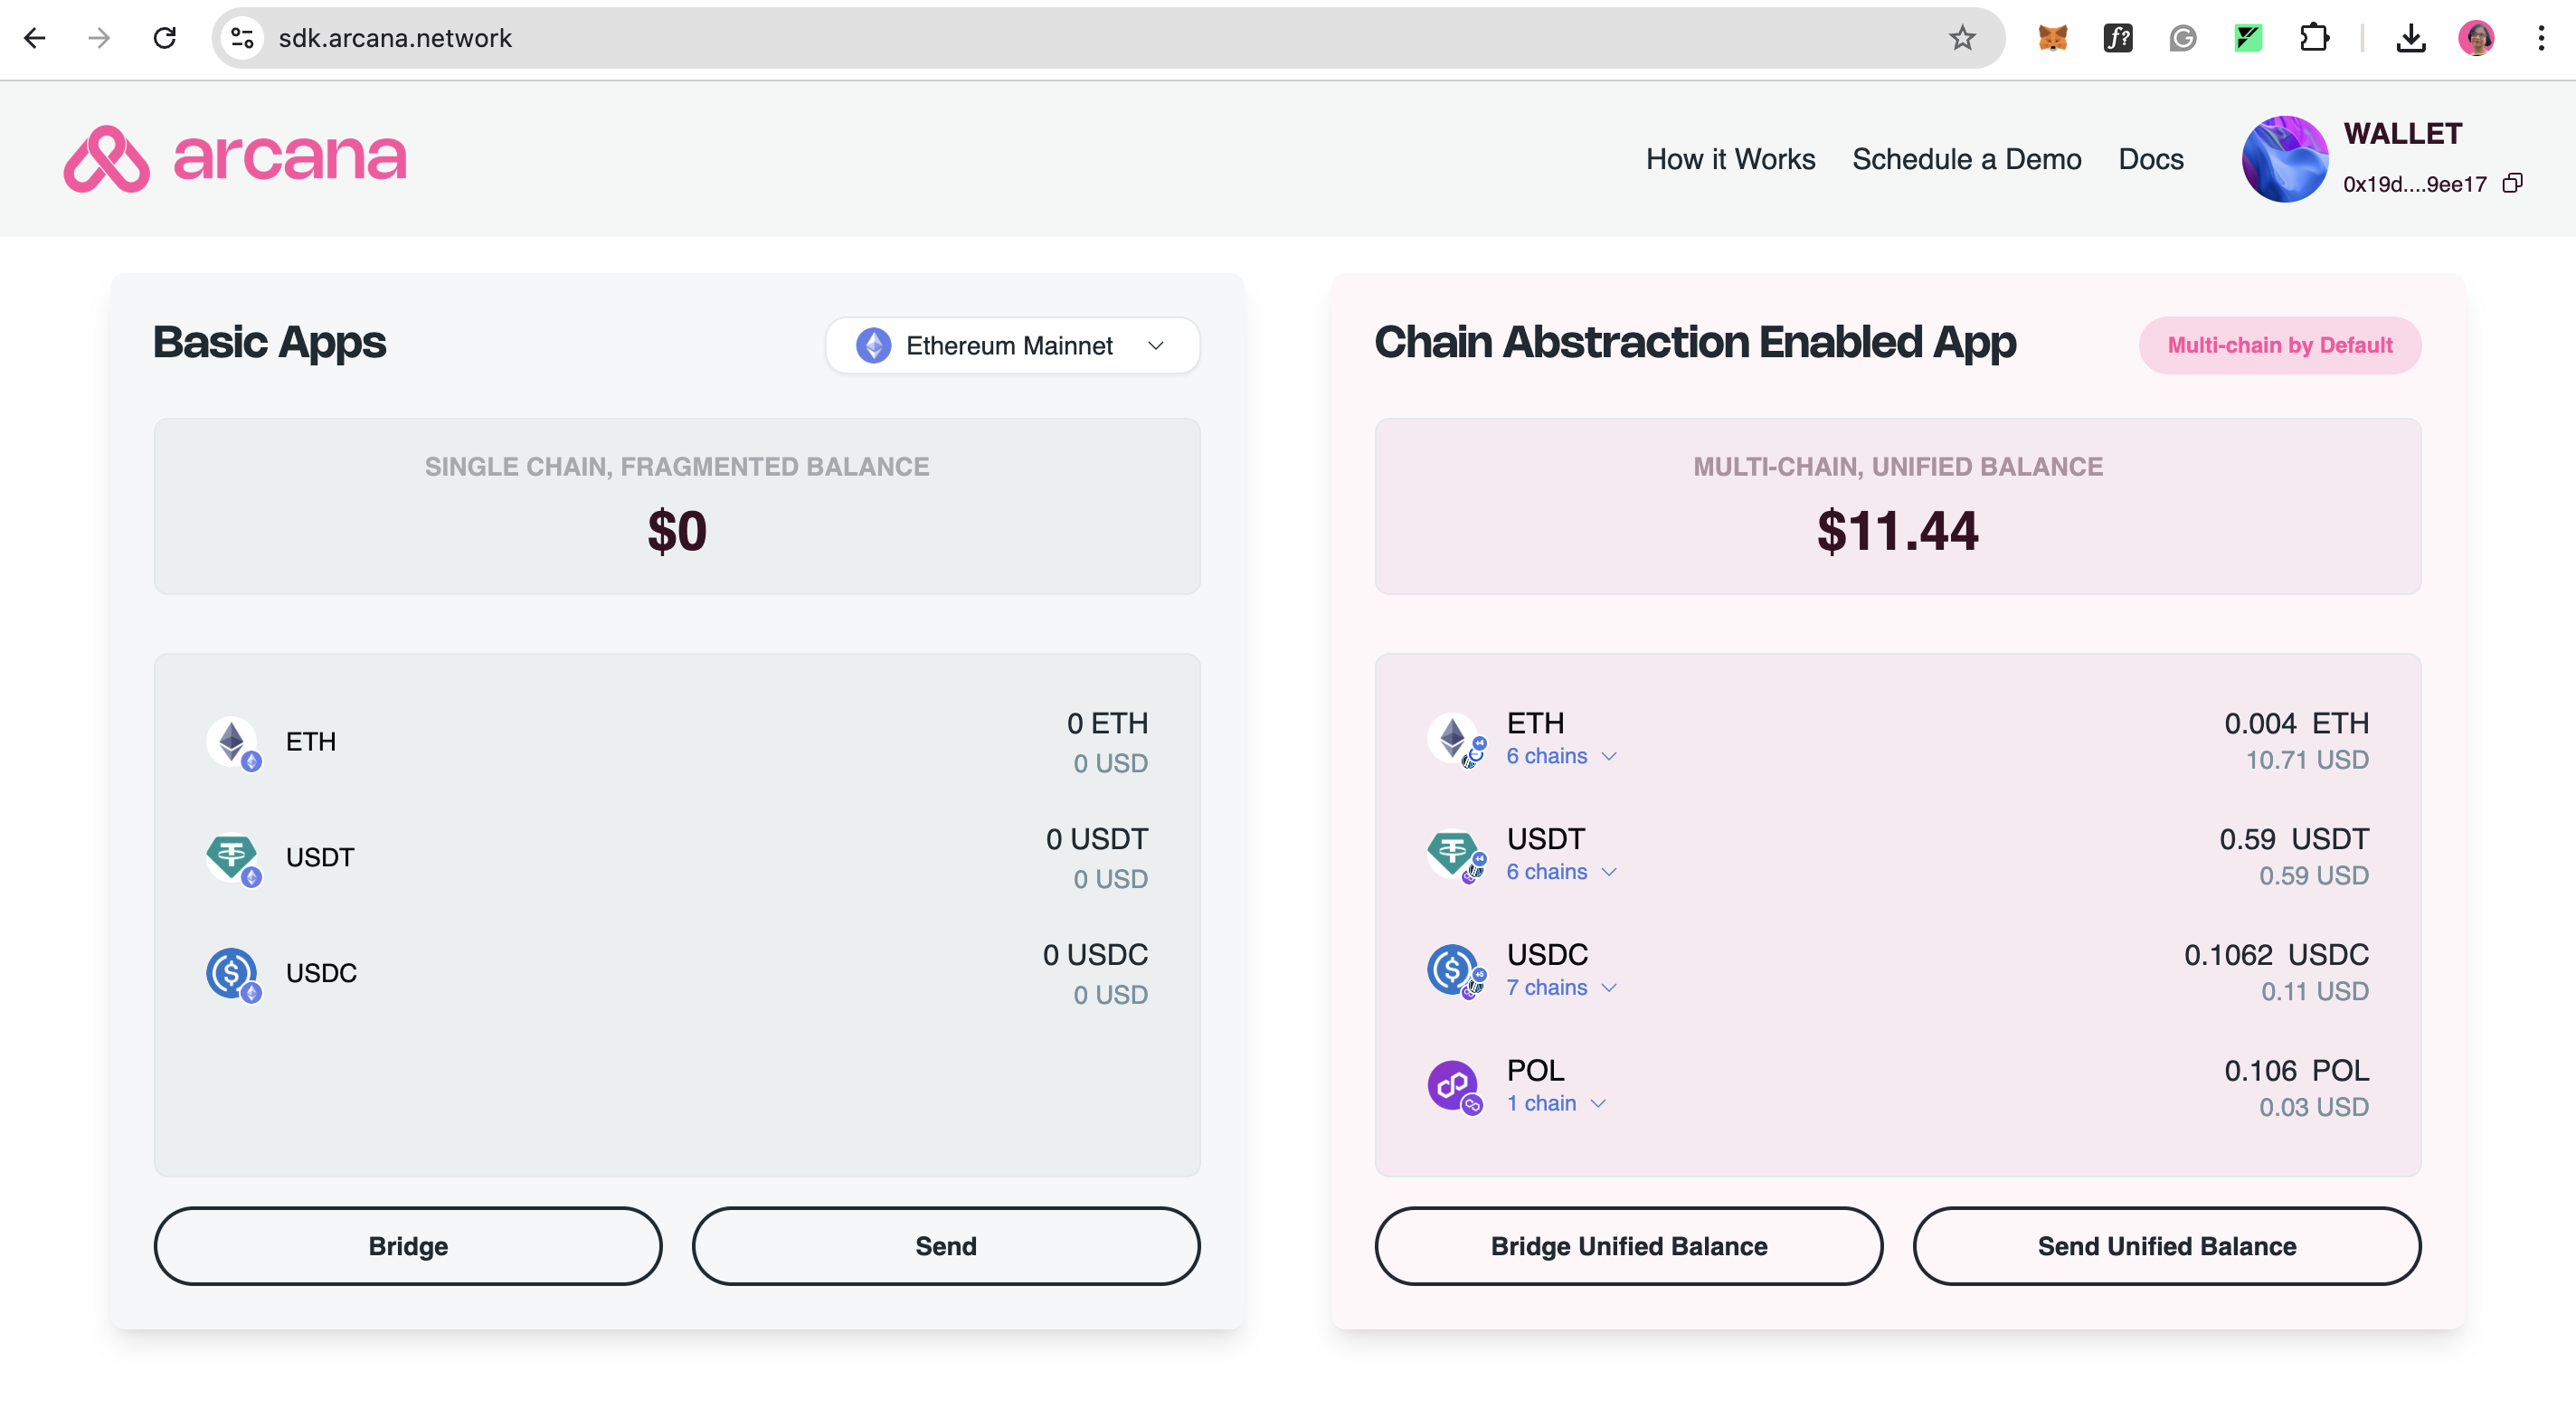 sdk.arcana.network
arcana
How it Works
Schedule a Demo
Docs
WALLET
0x19d....9ee17
Basic Apps
Ethereum Mainnet
SINGLE CHAIN, FRAGMENTED BALANCE
$0
ETH
0 ETH
0 USD
USDT
0 USDT
0 USD
USDC
0 USDC
0 USD
Bridge
Send
Chain Abstraction Enabled App
Multi-chain by Default
MULTI-CHAIN, UNIFIED BALANCE
$11.44
ETH
6 chains
+4
0.004 ETH
10.71 USD
USDT
6 chains
+4
0.59 USDT
0.59 USD
USDC
7 chains
+5
0.1062 USDC
0.11 USD
POL
1 chain
0.106 POL
0.03 USD
Bridge Unified Balance
Send Unified Balance